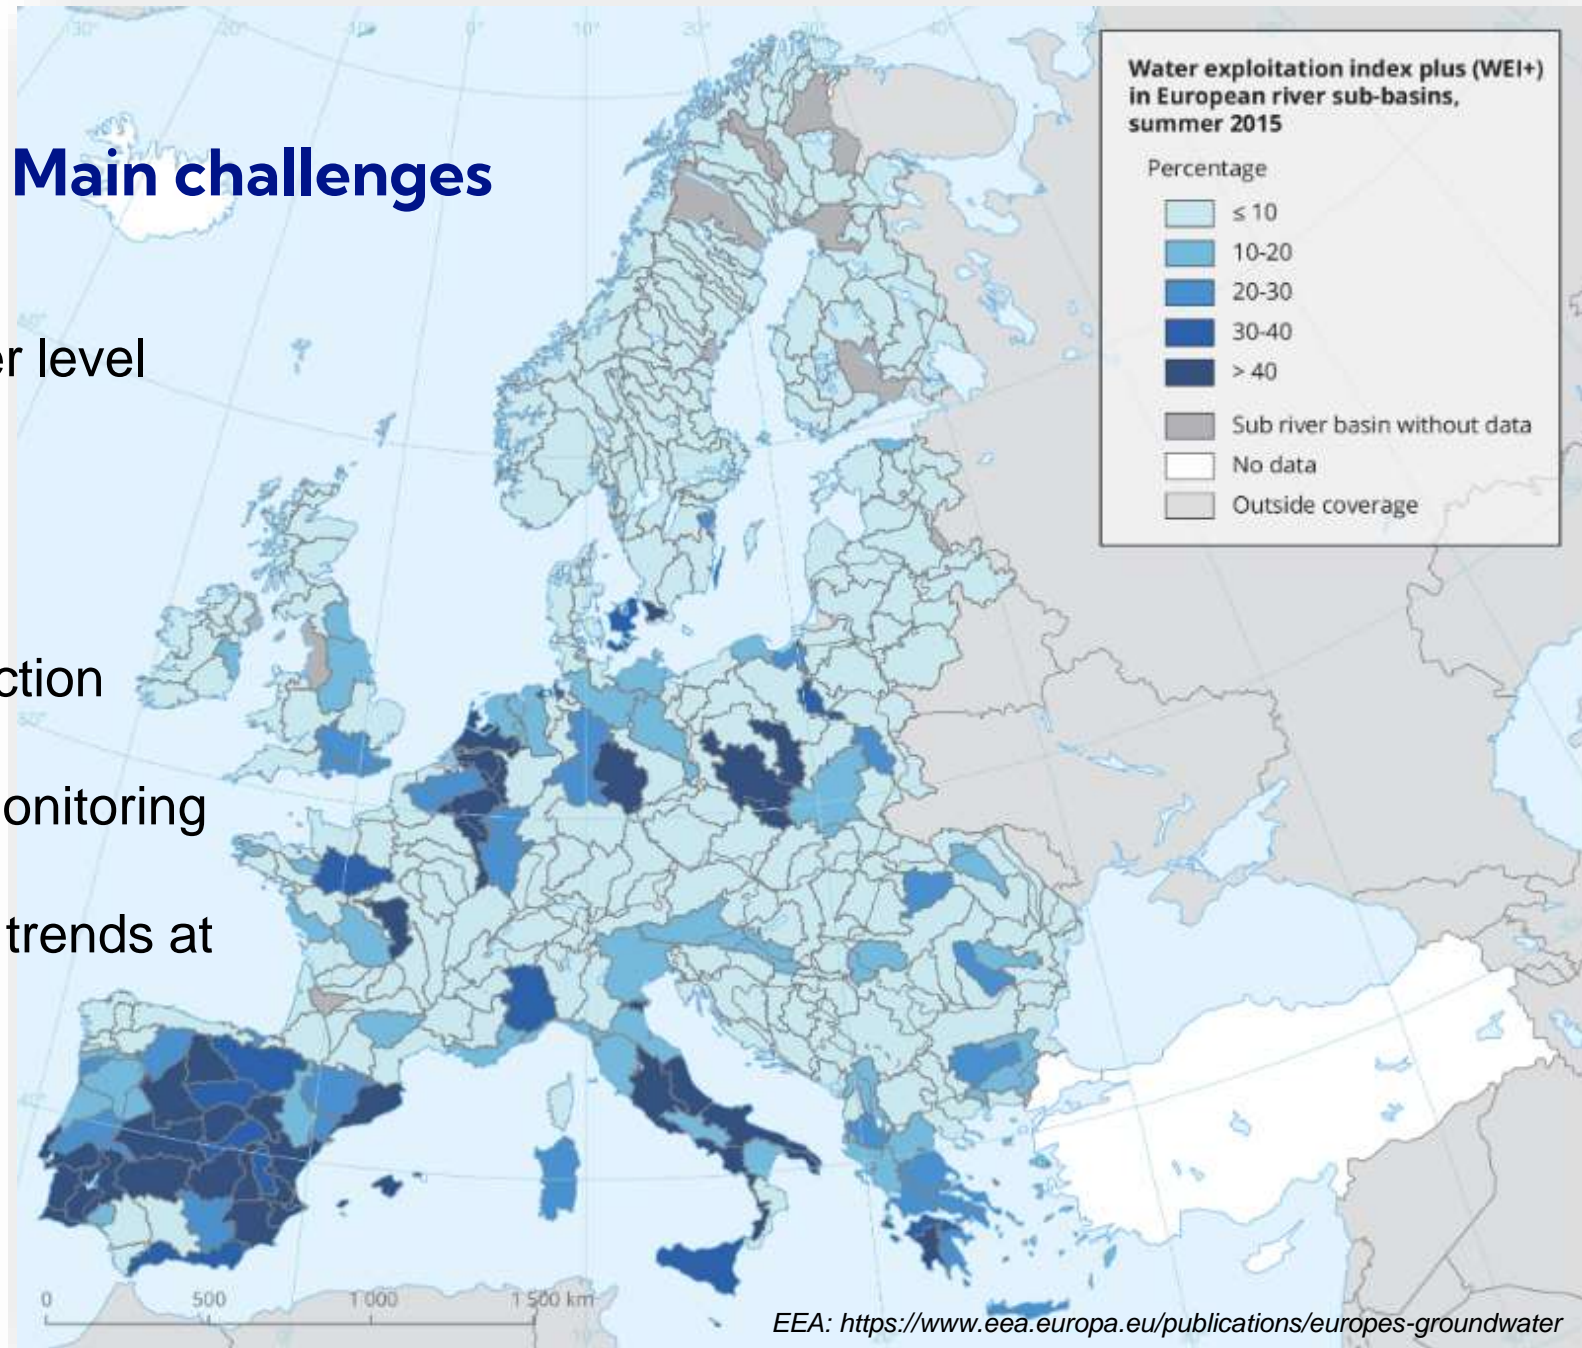 Main challenges
er level
ction
onitoring
trends at
Water exploitation index plus (WEI+)
in European river sub-basins,
summer 2015
Percentage
≤ 10
10-20
20-30
30-40
> 40
Sub river basin without data
No data
Outside coverage
0 500 1 000 1 500 km
EEA: https://www.eea.europa.eu/publications/europes-groundwater